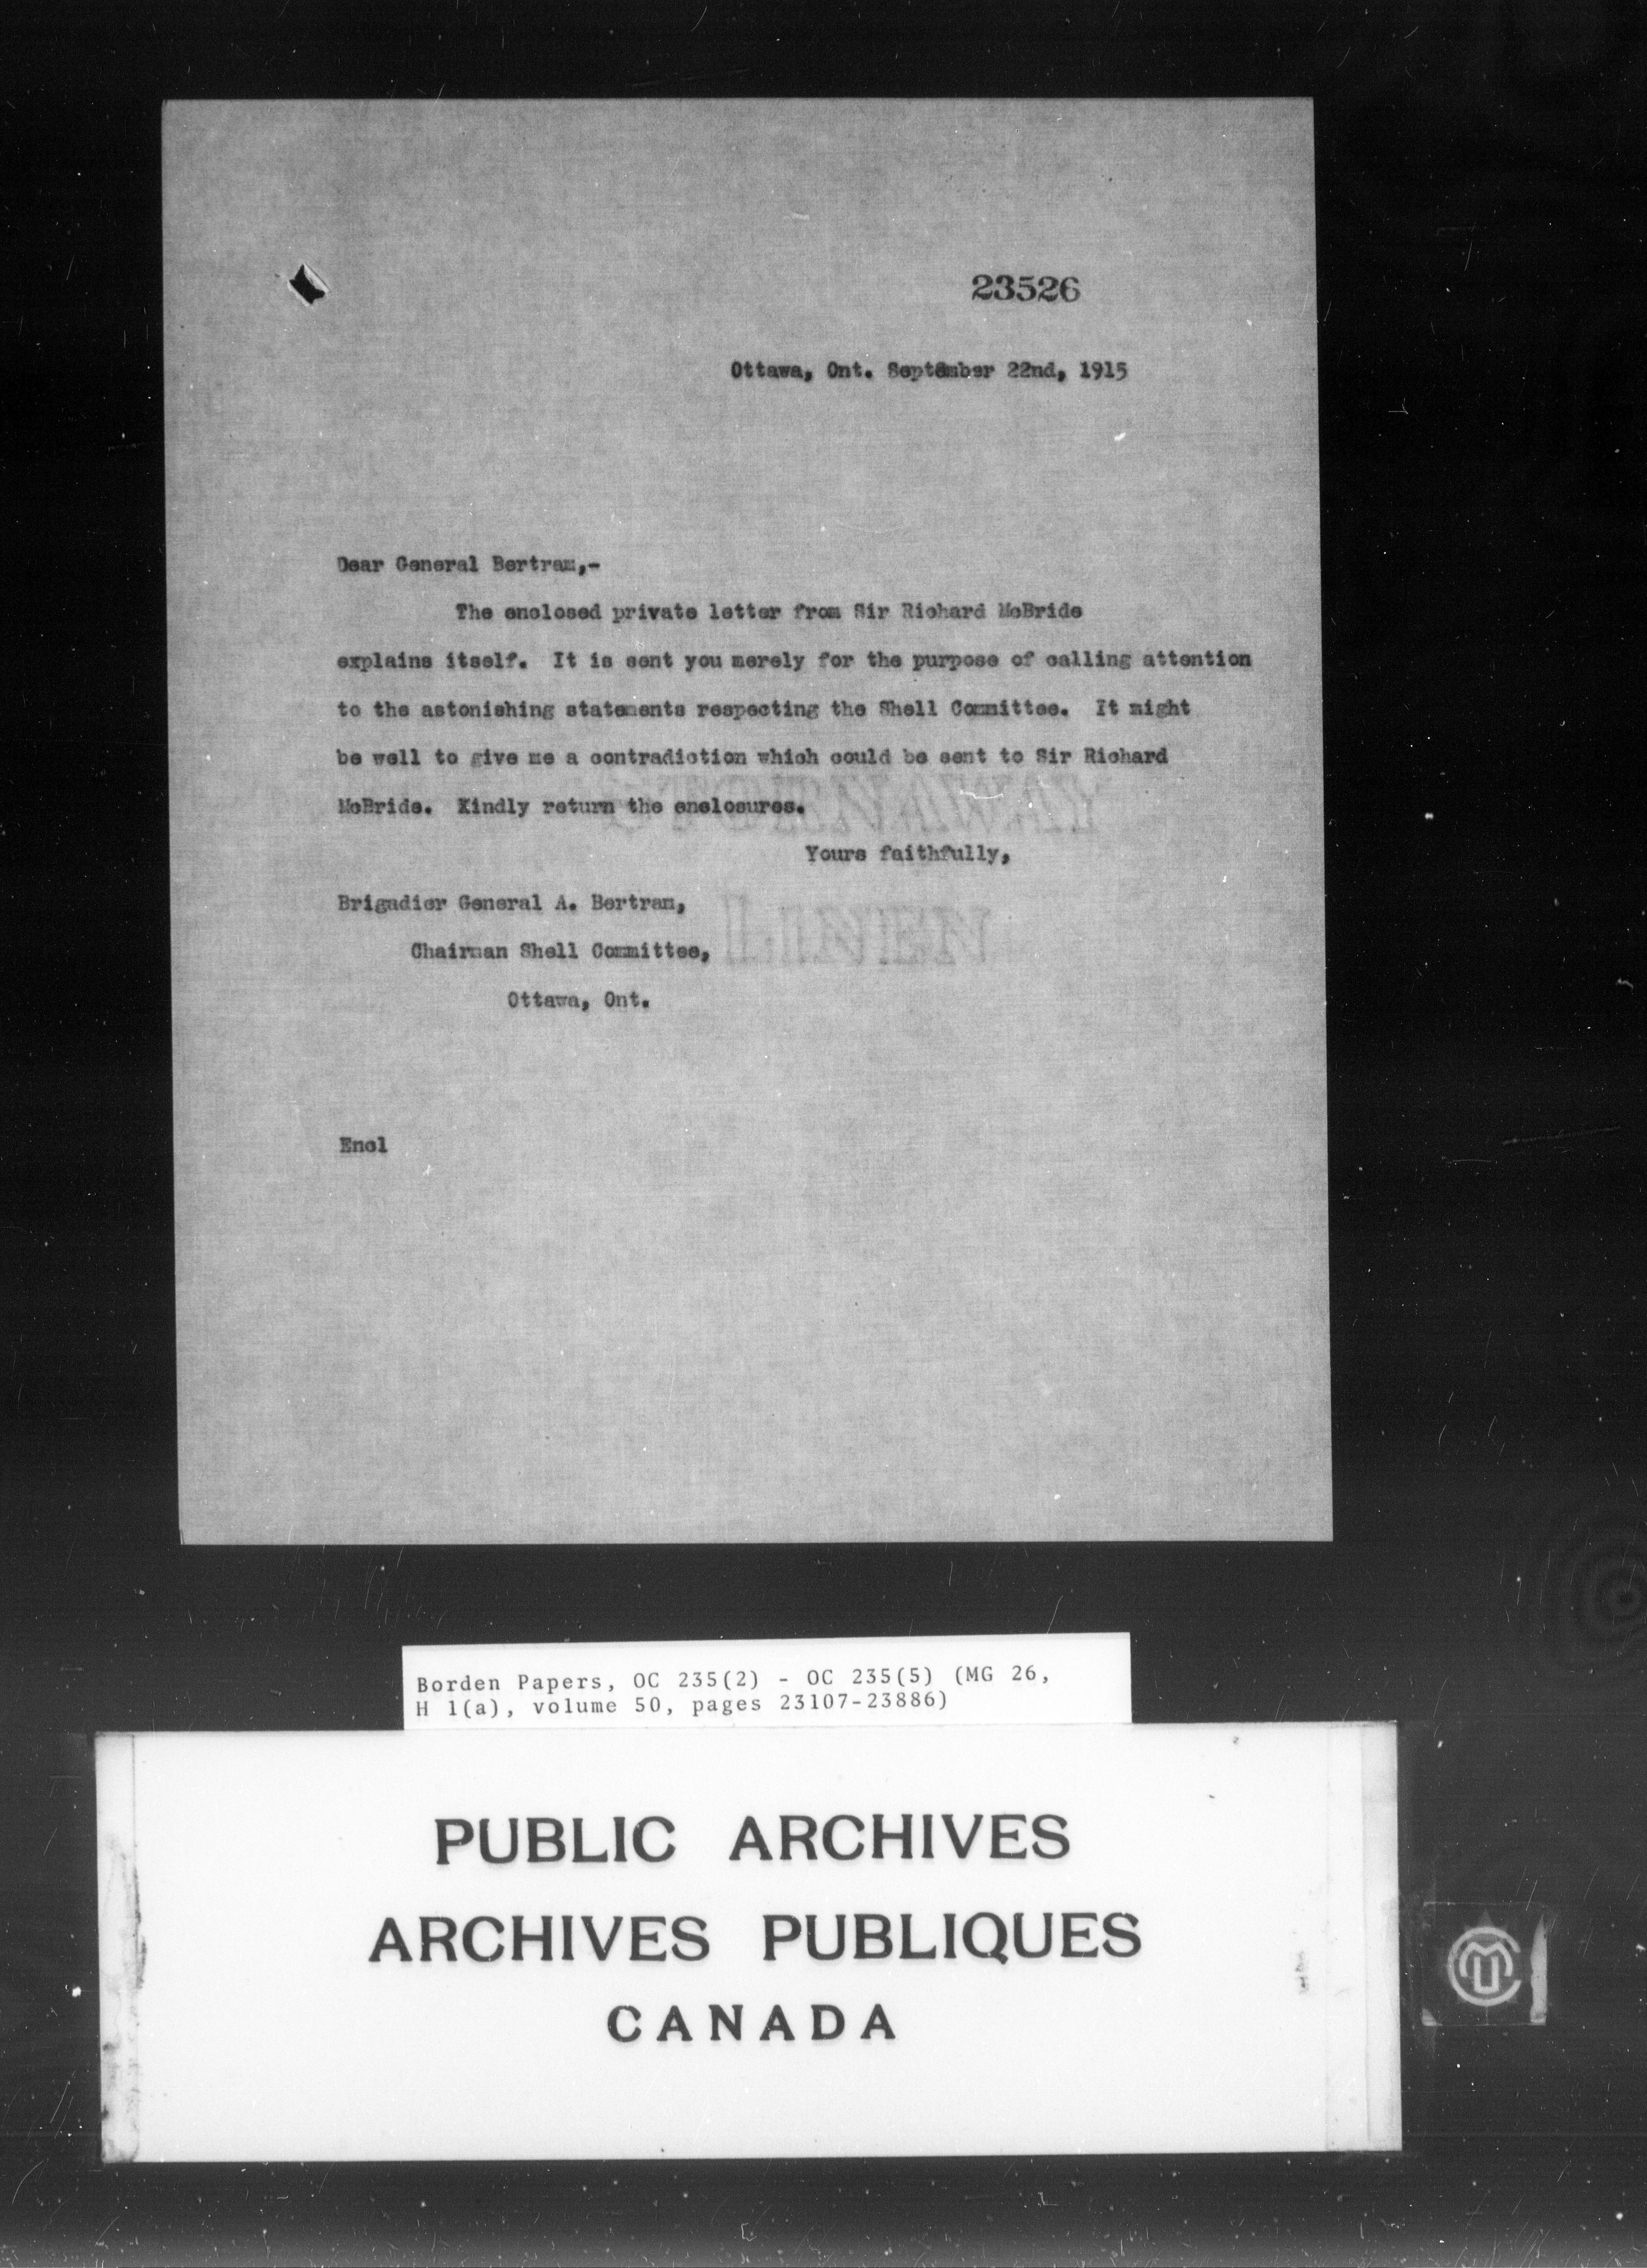 23526
Ottawa, Ont. September 22nd, 1915
Dear General Bertram,-
The enclosed private letter from Sir Richard McBride
explains itself. It is sent you merely for the purpose of calling attention
to the astonishing statements respecting the Shell Committee. It might
be well to give me a contradiction which could be sent to Sir Richard
McBride. Kindly return the enclosures.
Yours faithfully,
Brigadier General A. Bertram,
Chairman Shell Committee,
Ottawa, Ont.
Encl
Borden Papers, OC 235(2) - OC 235(5) (MG 26,
H 1(a), volume 50, pages 23107-23886)
PUBLIC ARCHIVES
ARCHIVES PUBLIQUES
CANADA